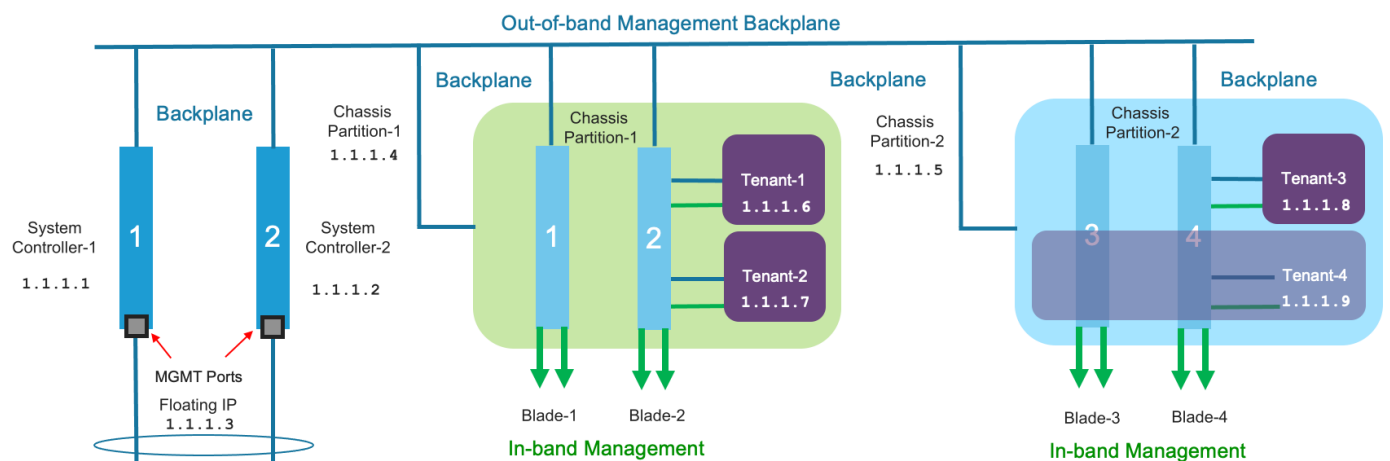 Out-of-band Management Backplane
Backplane
System
Controller-1
1.1.1.1
1
2
System
Controller-2
1.1.1.2
MGMT Ports
Floating IP
1.1.1.3
Chassis
Partition-1
1.1.1.4
Backplane
Chassis
Partition-1
1
2
Tenant-1
1.1.1.6
Tenant-2
1.1.1.7
Blade-1
Blade-2
In-band Management
Backplane
Chassis
Partition-2
1.1.1.5
Backplane
Chassis
Partition-2
3
4
Tenant-3
1.1.1.8
Tenant-4
1.1.1.9
Blade-3
Blade-4
In-band Management